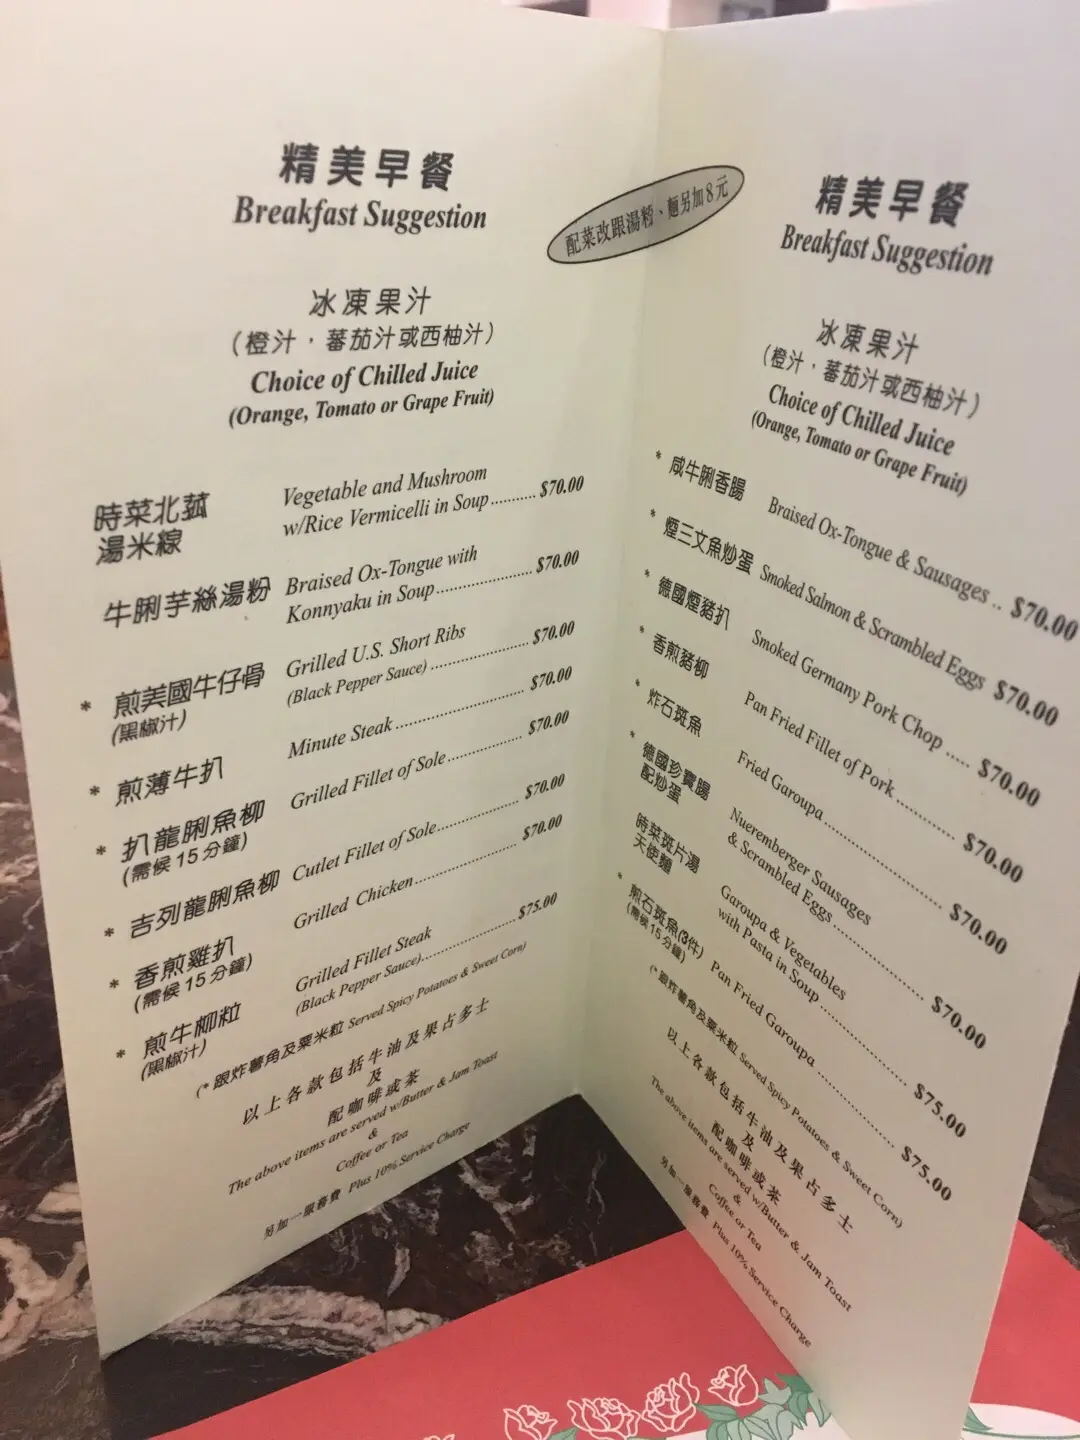 精美早餐
Breakfast Suggestion
冰凍果汁
(橙汁，蕃茄汁或西柚汁)
Choice of Chilled Juice
(Orange, Tomato or Grape Fruit)
時菜北菰 Vegetable and Mushroom
湯米線 w/Rice Vermicelli in Soup.......... $70.00
牛脷芋絲湯粉 Braised Ox-Tongue with
Konnyaku in Soup.................... $70.00
* 煎美國牛仔骨 Grilled U.S. Short Ribs
(黑椒汁) (Black Pepper Sauce)................... $70.00
* 煎薄牛扒 Minute Steak........................... $70.00
* 扒龍脷魚柳 Grilled Fillet of Sole............... $70.00
(需候15分鐘)
* 吉列龍脷魚柳 Cutlet Fillet of Sole................ $70.00
* 香煎雞扒 Grilled Chicken...................... $70.00
(需候15分鐘)
* 煎牛柳粒 Grilled Fillet Steak
(黑椒汁) (Black Pepper Sauce)................... $75.00
(* 跟炸薯角及粟米粒 Served Spicy Potatoes & Sweet Corn)
以上各款包括牛油及果占多士
及
配咖啡或茶
The above items are served w/Butter & Jam Toast
&
Coffee or Tea
另加一服務費 Plus 10% Service Charge
配菜改跟湯粉、麵另加8元
精美早餐
Breakfast Suggestion
冰凍果汁
(橙汁，蕃茄汁或西柚汁)
Choice of Chilled Juice
(Orange, Tomato or Grape Fruit)
* 咸牛脷香腸 Braised Ox-Tongue & Sausages .. $70.00
* 煙三文魚炒蛋 Smoked Salmon & Scrambled Eggs $70.00
* 德國煙豬扒 Smoked Germany Pork Chop ..... $70.00
* 香煎豬柳 Pan Fried Fillet of Pork............ $70.00
* 炸石斑魚 Fried Garoupa........................ $70.00
* 德國珍寶腸 Nueremberger Sausages
配炒蛋 & Scrambled Eggs.................... $70.00
時菜斑片湯 Garoupa & Vegetables
天使麵 with Pasta in Soup.................. $75.00
* 煎石斑魚(3件) Pan Fried Garoupa .................. $75.00
(需候15分鐘)
(* 跟炸薯角及粟米粒 Served Spicy Potatoes & Sweet Corn)
以上各款包括牛油及果占多士
及
配咖啡或茶
The above items are served w/Butter & Jam Toast
&
Coffee or Tea
另加一服務費 Plus 10% Service Charge